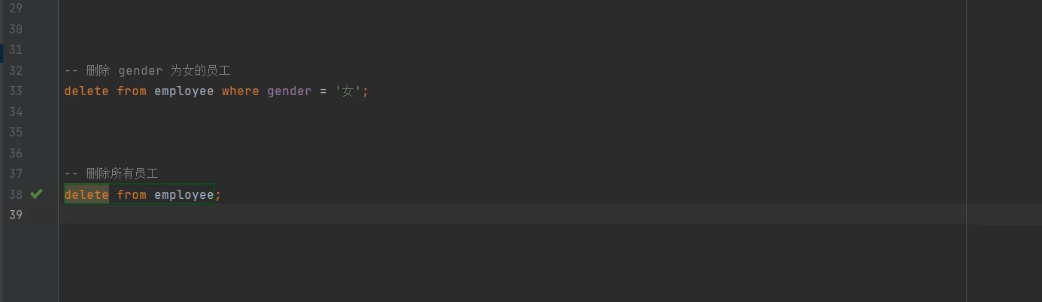 29
30
31
32 -- 删除 gender 为女的员工
33 delete from employee where gender = '女';
34
35
36
37 -- 删除所有员工
38 delete from employee;
39